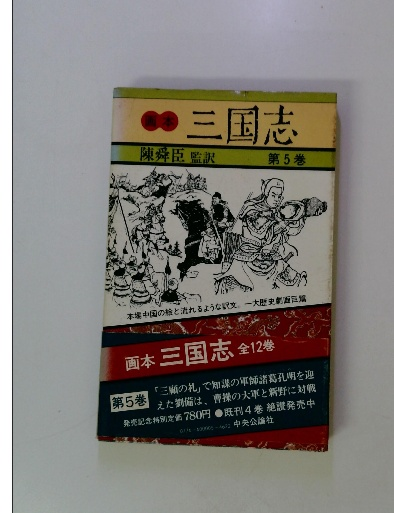 画本 三国志
陳舜臣 監訳 第5巻
本場中国の絵と流れるような訳文。一大歴史劇画巨篇
画本 三国志 全12巻
第5巻
「三顧の礼」で知謀の軍師諸葛孔明を迎
えた劉備は、曹操の大軍と新野に対戦
発売記念特別定価780円 ●既刊4巻 絶讃発売中
中央公論社